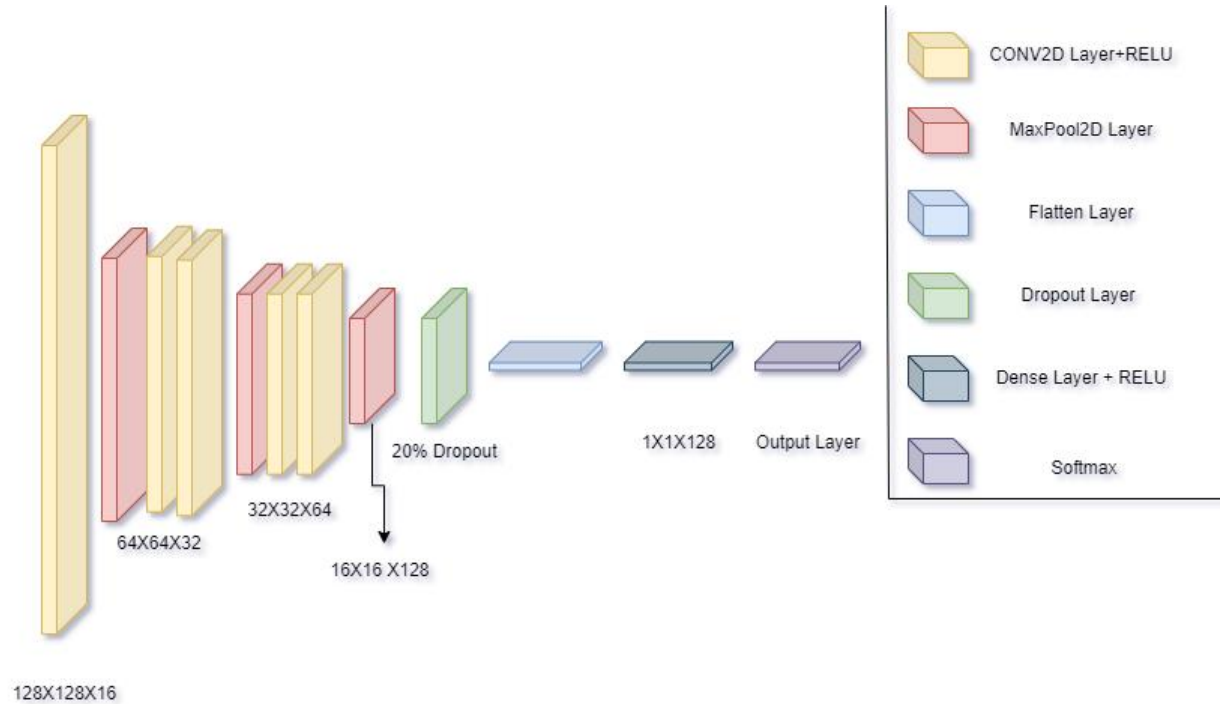 128X128X16
64X64X32
32X32X64
16X16 X128
20% Dropout
1X1X128
Output Layer
CONV2D Layer+RELU
MaxPool2D Layer
Flatten Layer
Dropout Layer
Dense Layer + RELU
Softmax